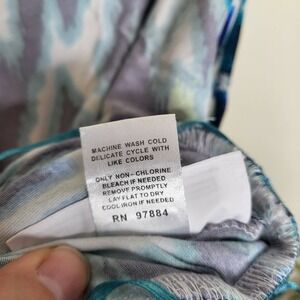 MACHINE WASH COLD
DELICATE CYCLE WITH
LIKE COLORS
ONLY NON-CHLORINE
BLEACH IF NEEDED
REMOVE PROMPTLY
LAY FLAT TO DRY
COOL IRON IF NEEDED
RN 97884